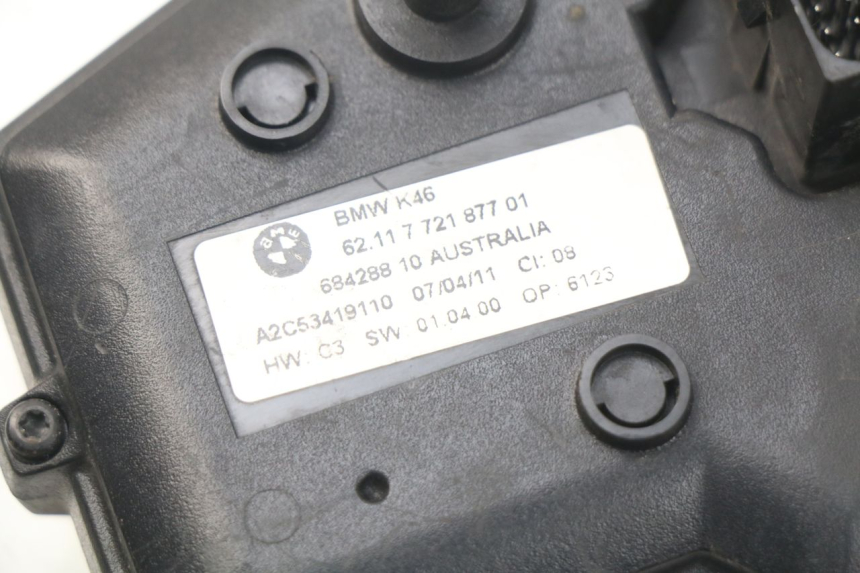 BMW K46
62.11 7 721 877 01
684288 10 AUSTRALIA
A2C53419110 07/04/11 CI: 08
HW: C3 SW: 01.04 00 OP: 6123